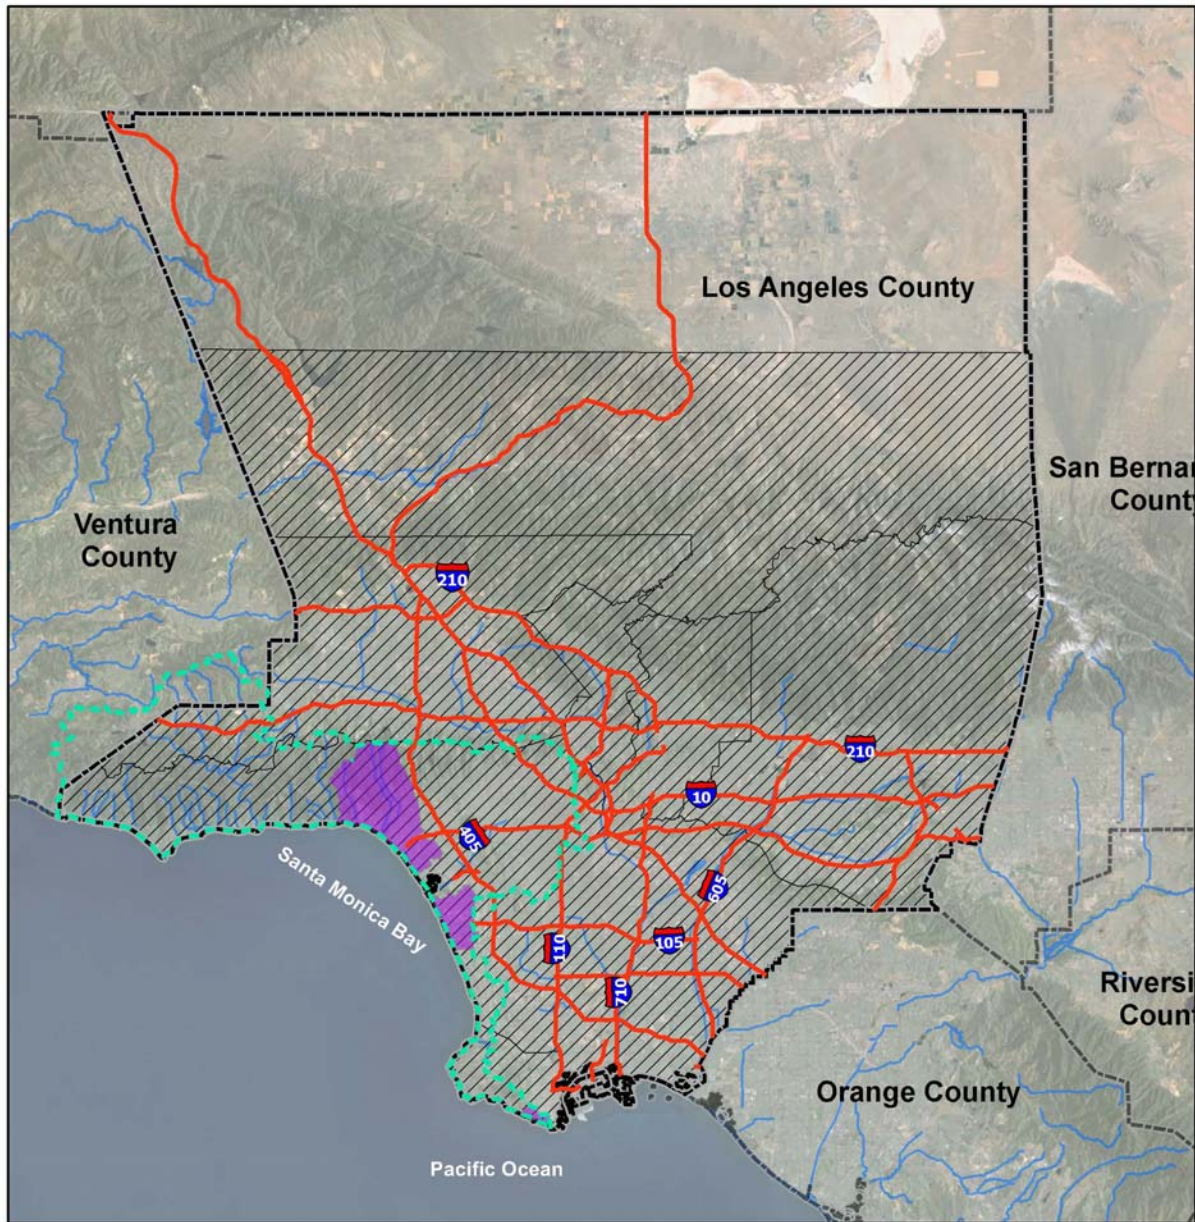 Los Angeles County
San Bernar
County
Ventura
County
210
210
10
405
Santa Monica Bay
605
110
105
710
Riversi
Count
Orange County
Pacific Ocean